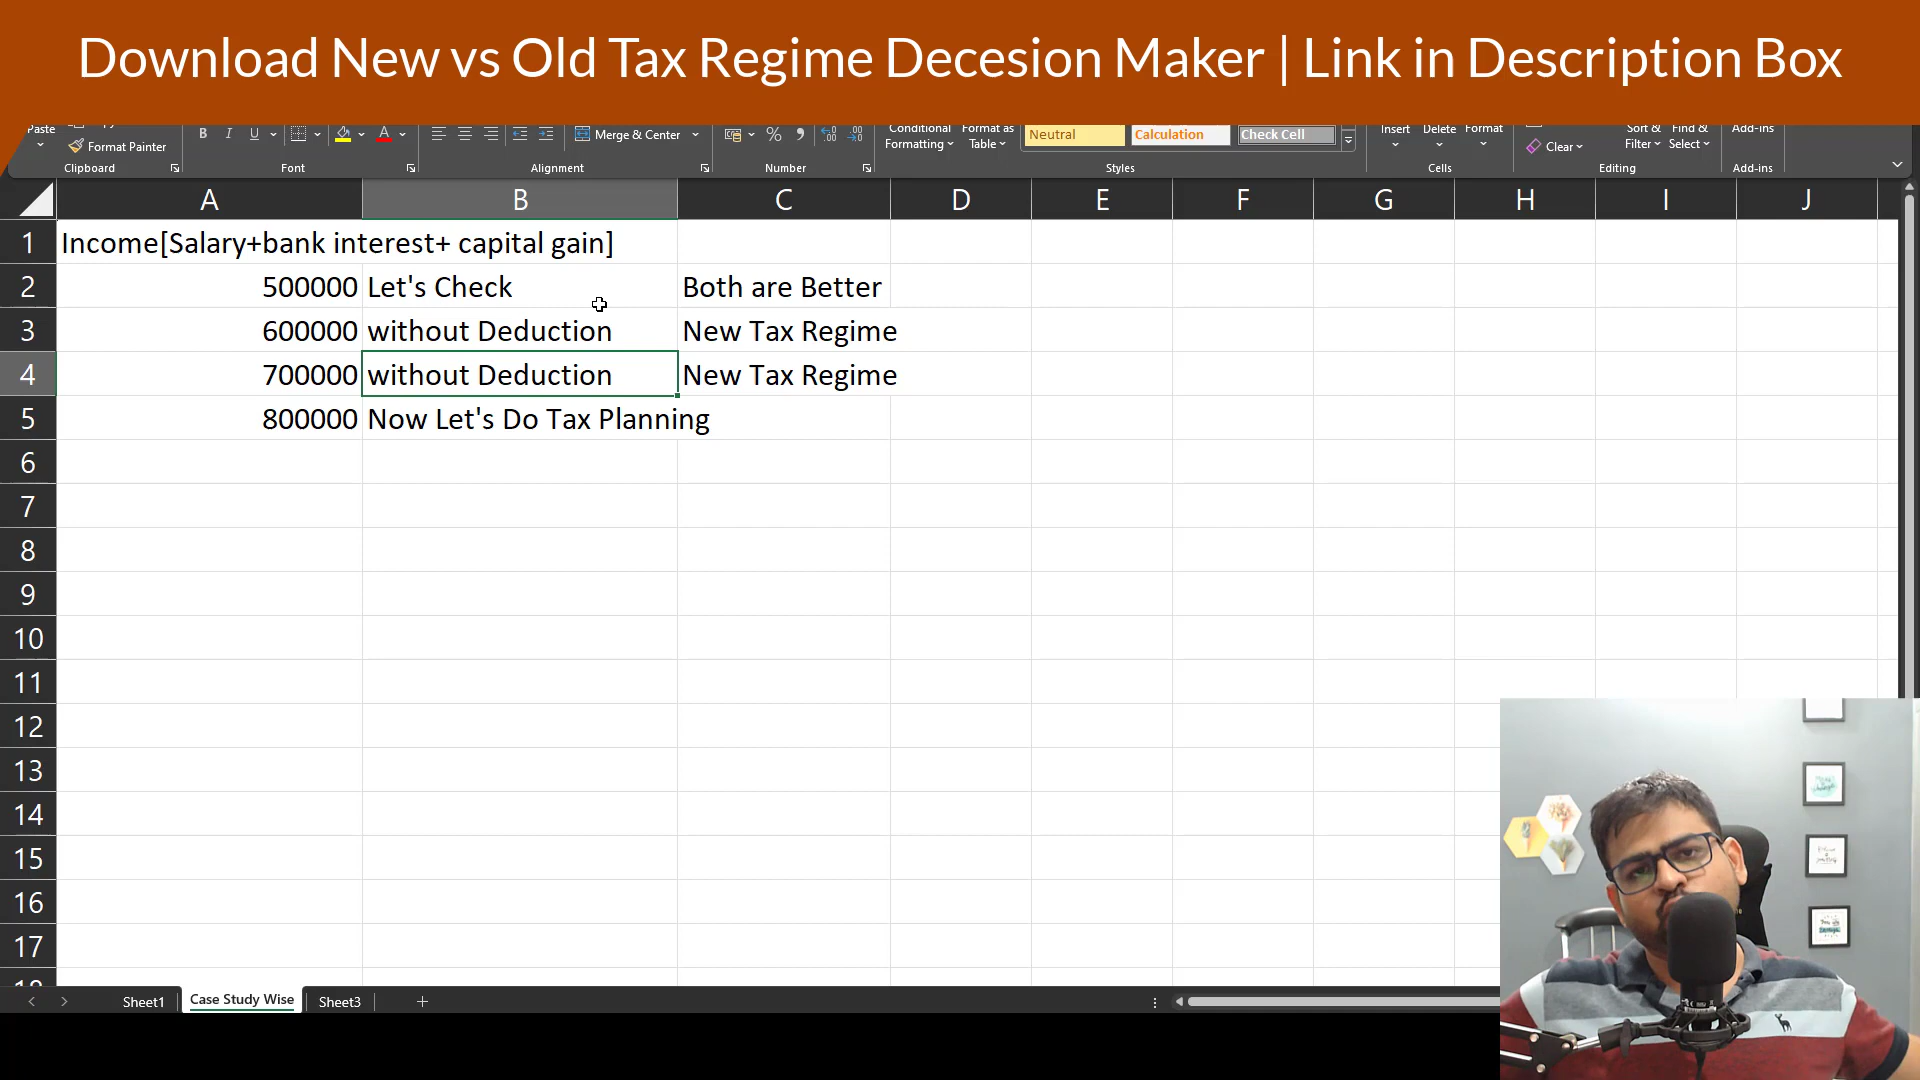 Download New vs Old Tax Regime Decesion Maker | Link in Description Box
Paste
Format Painter
B I U
A
Merge & Center
%
Conditional Formatting
Format as Table
Neutral
Calculation
Check Cell
Insert
Delete
Format
Clear
Sort & Filter
Find & Select
Add-ins
Clipboard
Font
Alignment
Number
Styles
Cells
Editing
Add-ins
A B C D E F G H I J
1 Income[Salary+bank interest+ capital gain]
2 500000 Let's Check Both are Better
3 600000 without Deduction New Tax Regime
4 700000 without Deduction New Tax Regime
5 800000 Now Let's Do Tax Planning
6
7
8
9
10
11
12
13
14
15
16
17
Sheet1 Case Study Wise Sheet3